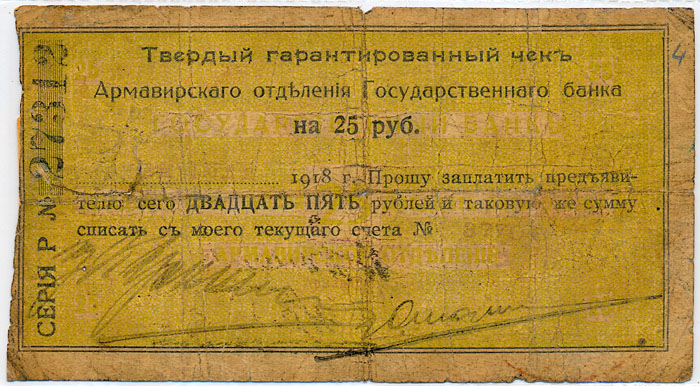 Твердый гарантированный чекъ
Армавирскаго отдѣленія Государственнаго банка
на 25 руб.
1918 г. Прошу заплатить предъяви-
телю сего ДВАДЦАТЬ ПЯТЬ рублей и таковую же сумму
списать съ моего текущаго счета №
СЕРІЯ Р № 27312
4